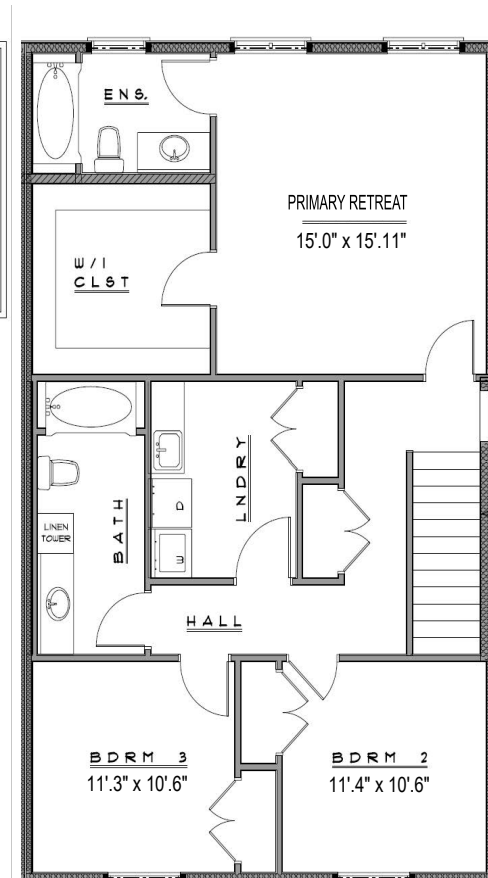 ENS.
PRIMARY RETREAT
15'.0" x 15'.11"
W/I
CLST
LNDRY
D
W
BATH
LINEN
TOWER
HALL
BDRM 3
11'.3" x 10'.6"
BDRM 2
11'.4" x 10'.6"